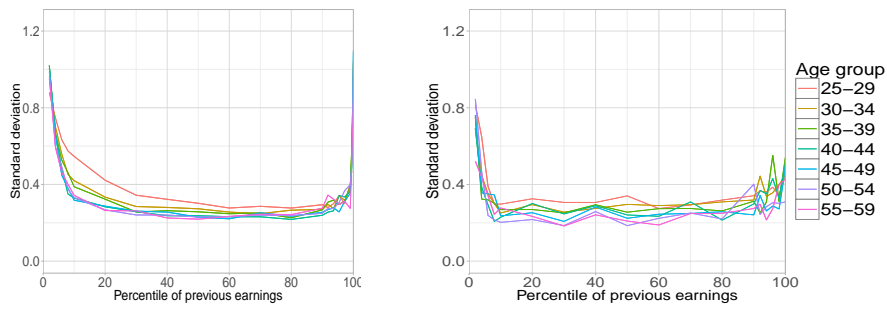 1.2
0.8
0.4
0.0
Standard deviation
0 20 40 60 80 100
Percentile of previous earnings
1.2
0.8
0.4
0.0
Standard deviation
0 20 40 60 80 100
Percentile of previous earnings
Age group
25−29
30−34
35−39
40−44
45−49
50−54
55−59